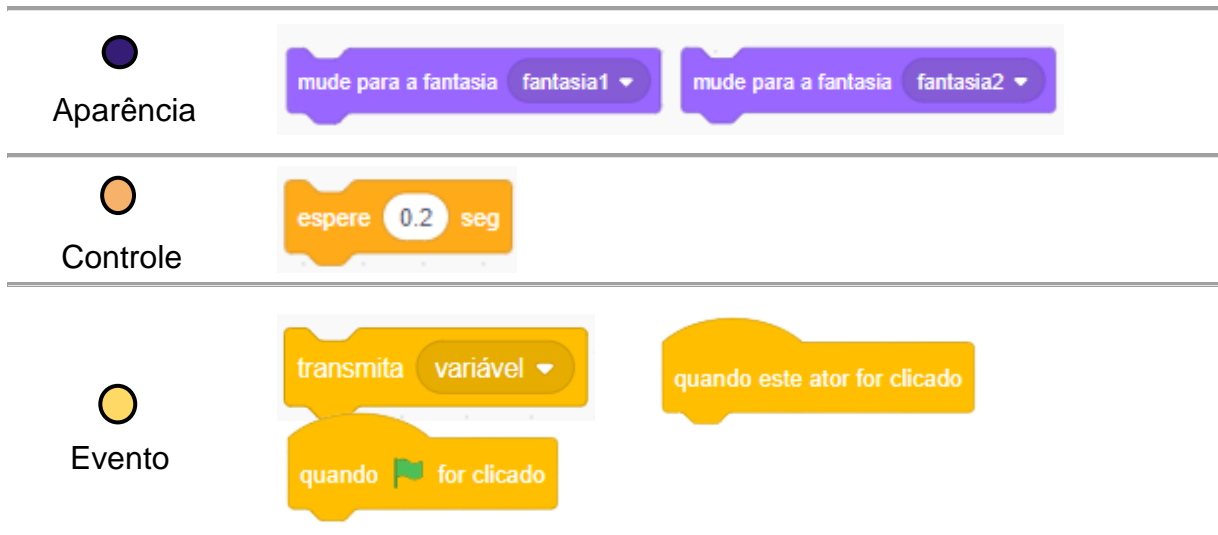 Aparência
mude para a fantasia fantasia1
mude para a fantasia fantasia2
Controle
espere 0.2 seg
Evento
transmita variável
quando este ator for clicado
quando for clicado